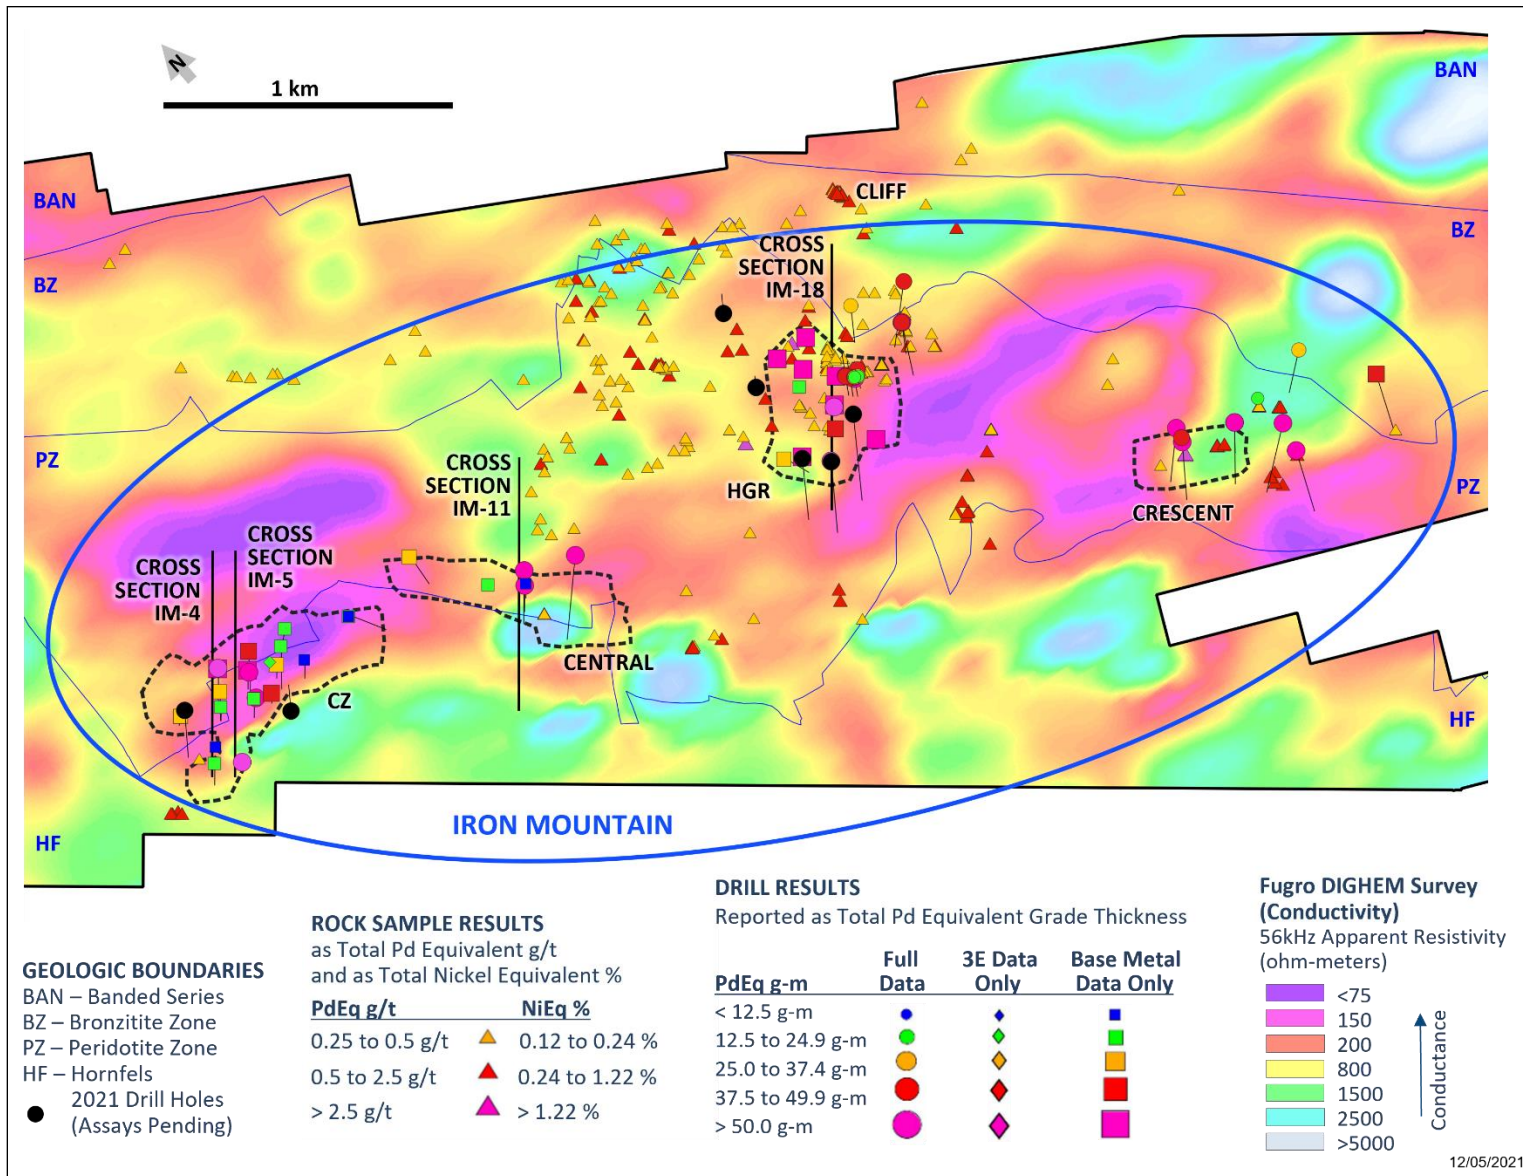 N
1 km
BAN
BAN
CLIFF
BZ
BZ
CROSS
SECTION
IM-18
PZ
CROSS
SECTION
IM-11
HGR
PZ
CRESCENT
CROSS
SECTION
IM-5
CROSS
SECTION
IM-4
CENTRAL
CZ
HF
HF
IRON MOUNTAIN
GEOLOGIC BOUNDARIES
BAN – Banded Series
BZ – Bronzitite Zone
PZ – Peridotite Zone
HF – Hornfels
2021 Drill Holes
(Assays Pending)
ROCK SAMPLE RESULTS
as Total Pd Equivalent g/t
and as Total Nickel Equivalent %
PdEq g/t NiEq %
0.25 to 0.5 g/t 0.12 to 0.24 %
0.5 to 2.5 g/t 0.24 to 1.22 %
> 2.5 g/t > 1.22 %
DRILL RESULTS
Reported as Total Pd Equivalent Grade Thickness
Full 3E Data Base Metal
PdEq g-m Data Only Data Only
< 12.5 g-m
12.5 to 24.9 g-m
25.0 to 37.4 g-m
37.5 to 49.9 g-m
> 50.0 g-m
Fugro DIGHEM Survey
(Conductivity)
56kHz Apparent Resistivity
(ohm-meters)
<75
150
200
800
1500
2500
>5000
Conductance
12/05/2021